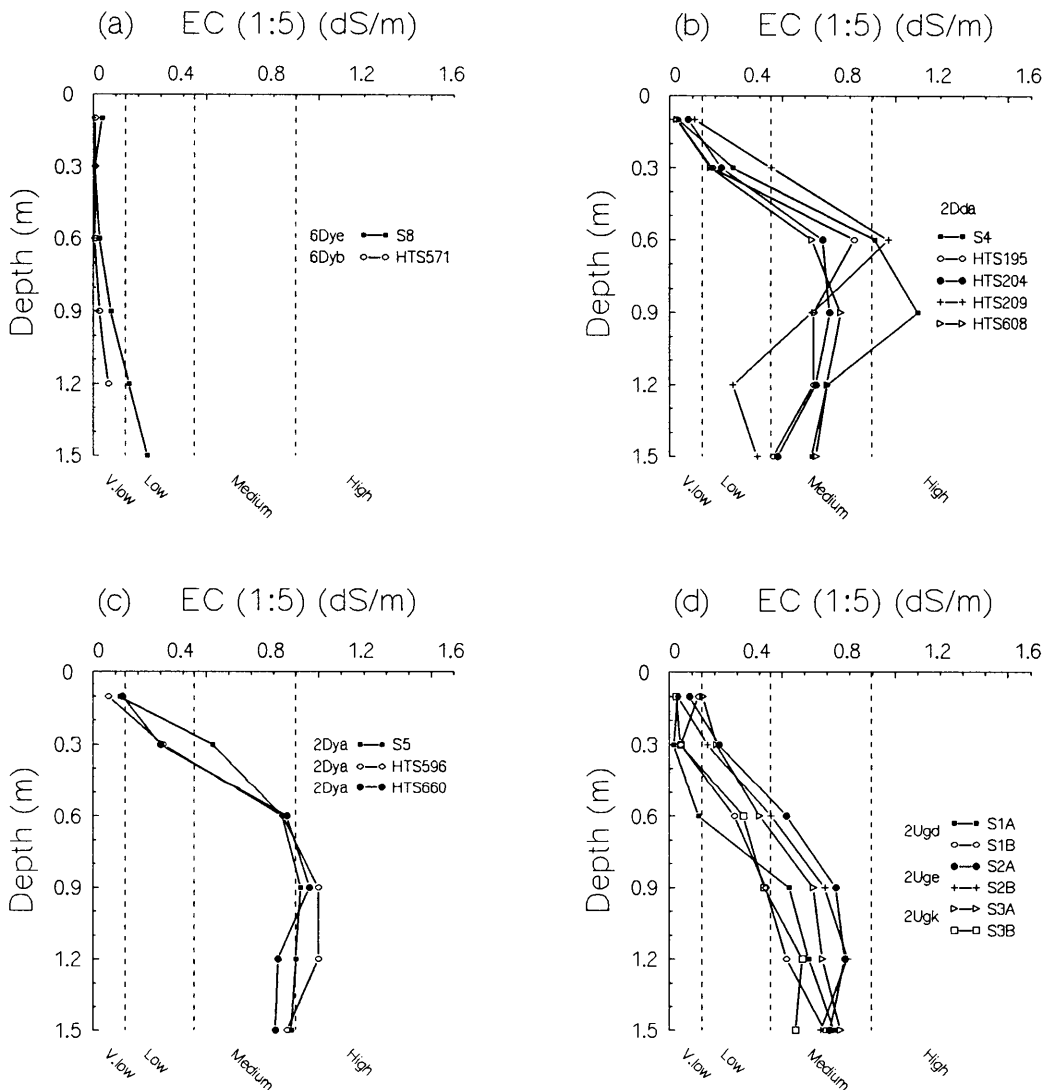 (a) EC (1:5) (dS/m)
0 0.4 0.8 1.2 1.6
Depth (m)
0
0.3
0.6
0.9
1.2
1.5
6Dye S8
6Dyb HTS571
V.low Low Medium High
(b) EC (1:5) (dS/m)
0 0.4 0.8 1.2 1.6
Depth (m)
0
0.3
0.6
0.9
1.2
1.5
2Dda
S4
HTS195
HTS204
HTS209
HTS608
V.low Low Medium High
(c) EC (1:5) (dS/m)
0 0.4 0.8 1.2 1.6
Depth (m)
0
0.3
0.6
0.9
1.2
1.5
2Dya S5
2Dya HTS596
2Dya HTS660
V.low Low Medium High
(d) EC (1:5) (dS/m)
0 0.4 0.8 1.2 1.6
Depth (m)
0
0.3
0.6
0.9
1.2
1.5
2Ugd S1A
S1B
2Uge S2A
S2B
2Ugk S3A
S3B
V.low Low Medium High